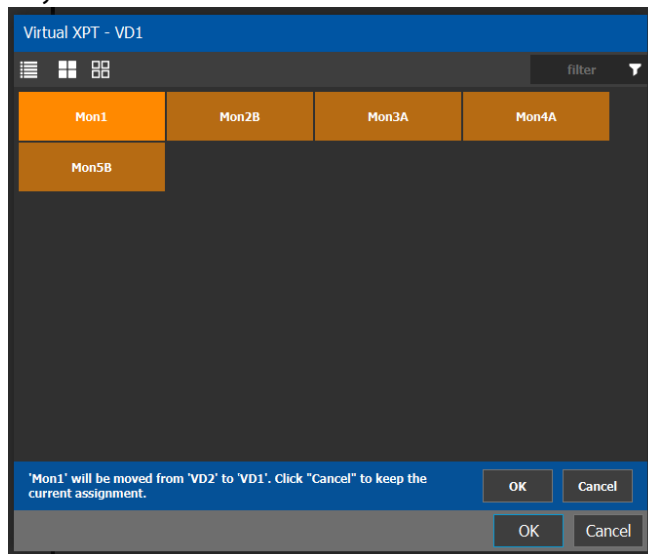 Virtual XPT - VD1
filter
Mon1 Mon2B Mon3A Mon4A
Mon5B
'Mon1' will be moved from 'VD2' to 'VD1'. Click "Cancel" to keep the
current assignment.
OK Cancel
OK Cancel